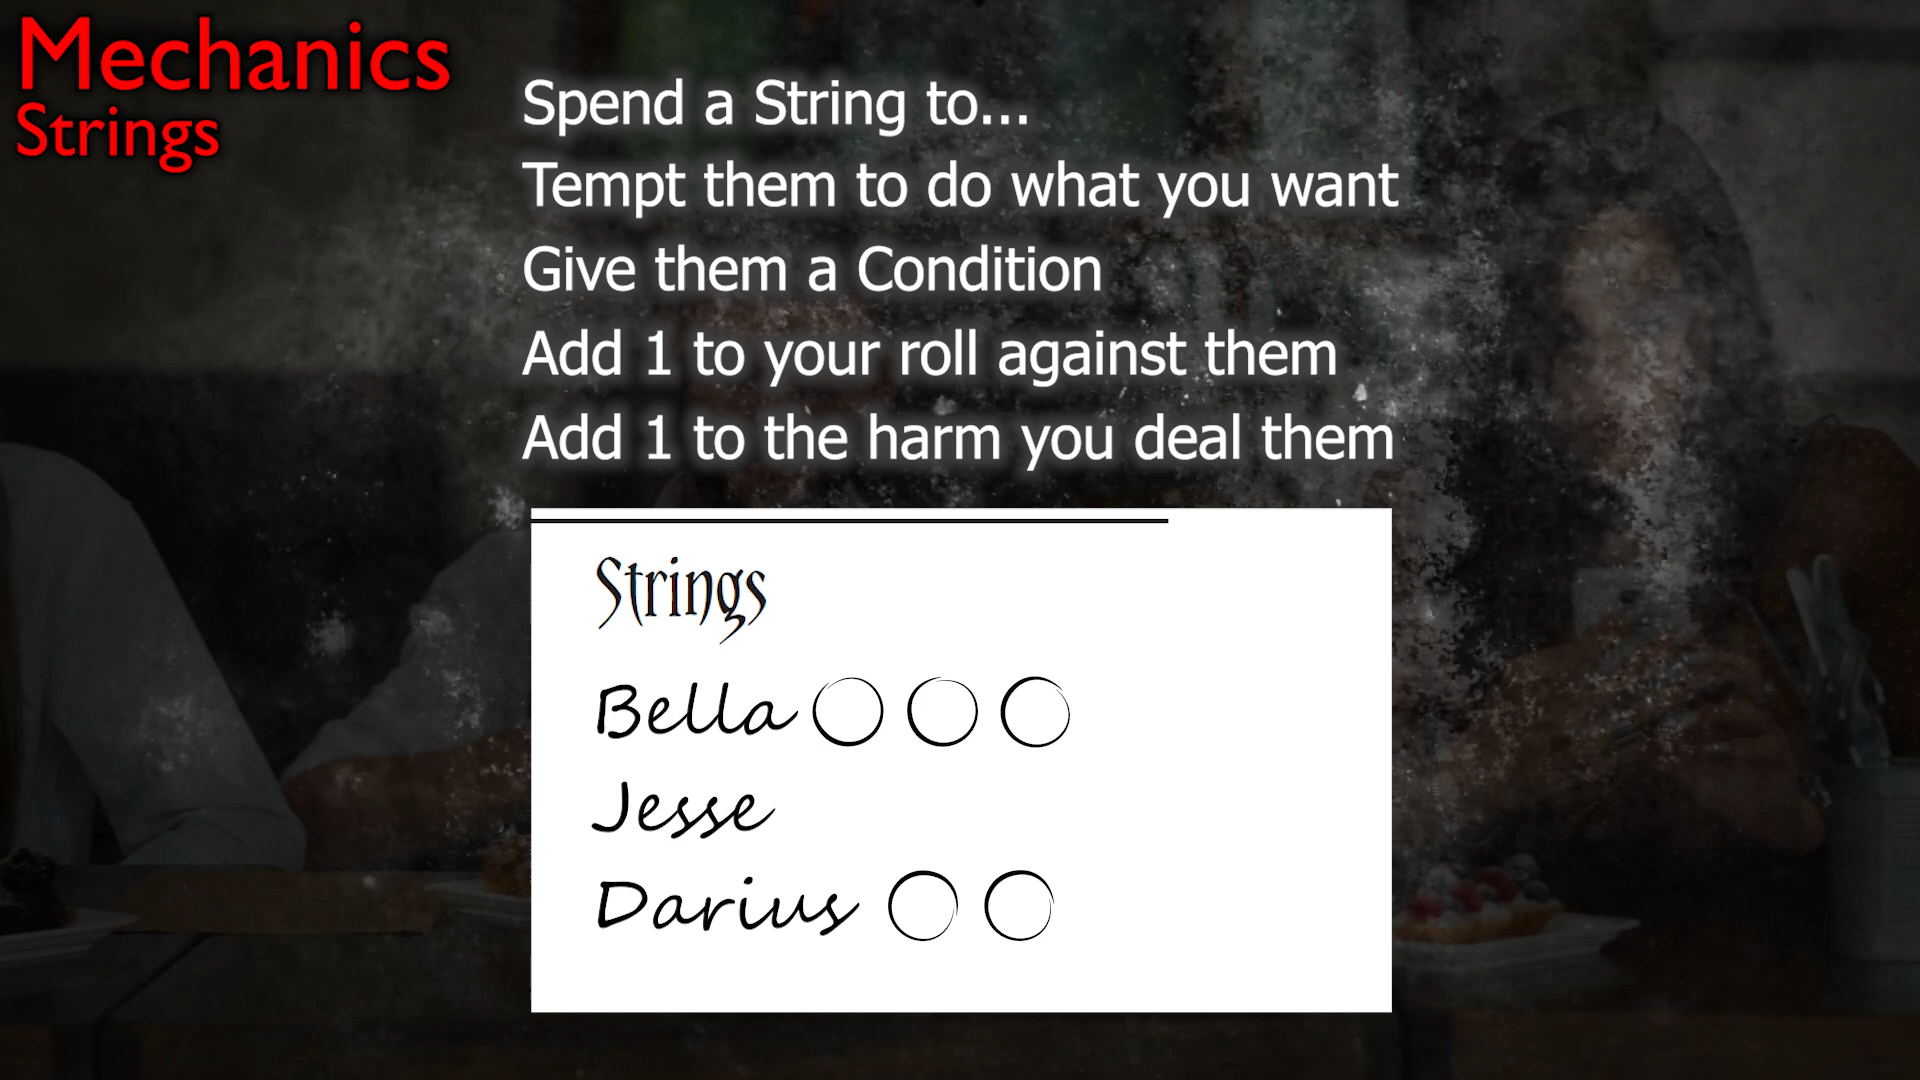 Mechanics
Strings
Spend a String to...
Tempt them to do what you want
Give them a Condition
Add 1 to your roll against them
Add 1 to the harm you deal them
Strings
Bella
Jesse
Darius